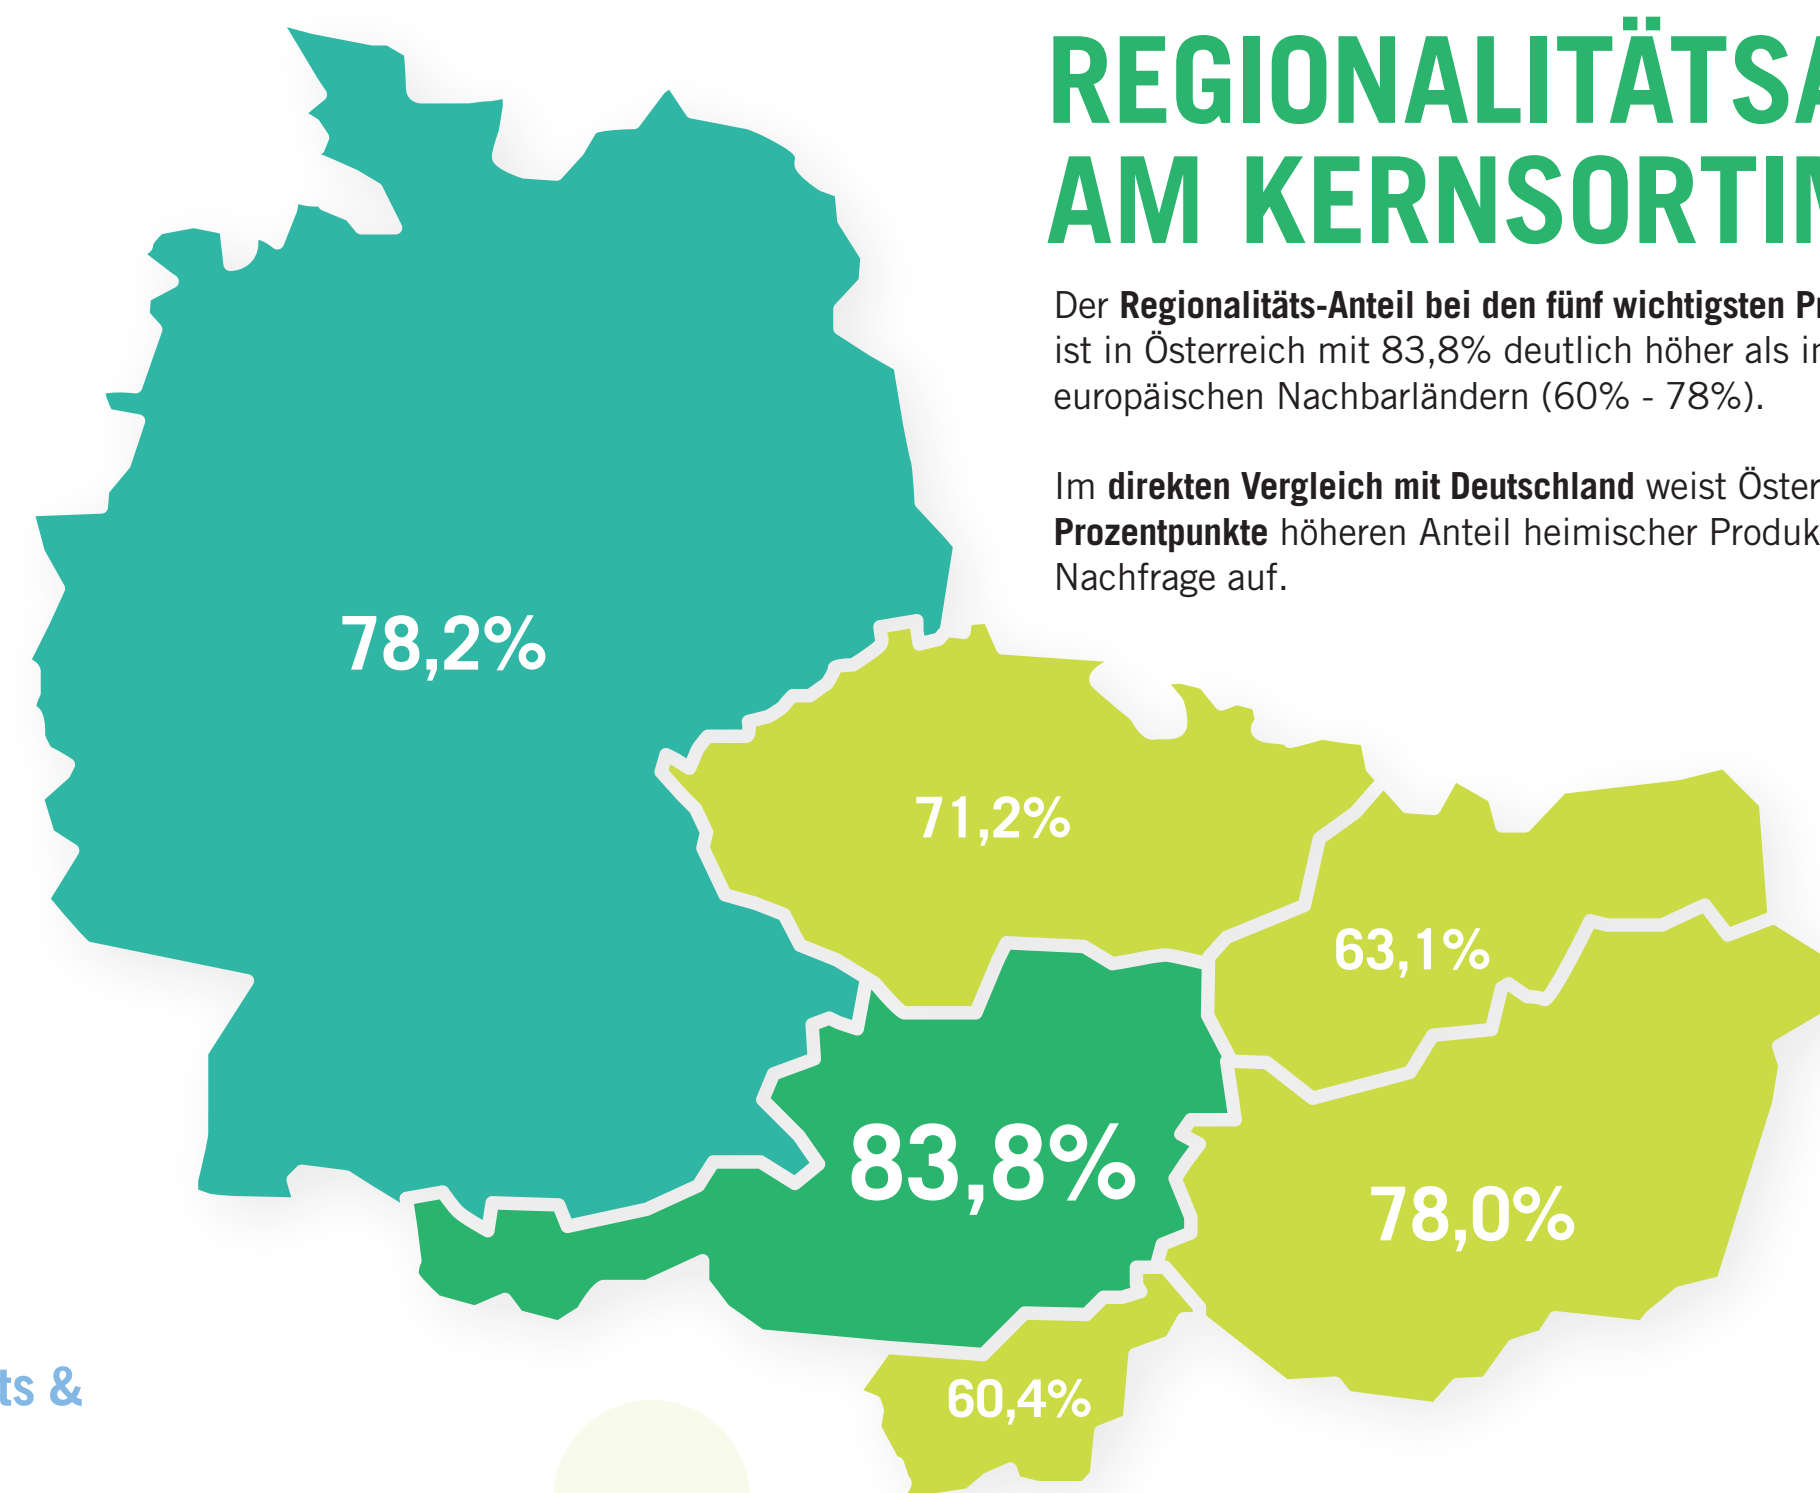 REGIONALITÄTSA
AM KERNSORTIM
Der Regionalitäts-Anteil bei den fünf wichtigsten Pr
ist in Österreich mit 83,8% deutlich höher als in
europäischen Nachbarländern (60% - 78%).
Im direkten Vergleich mit Deutschland weist Öster
Prozentpunkte höheren Anteil heimischer Produk
Nachfrage auf.
78,2%
71,2%
63,1%
83,8%
78,0%
60,4%
ts &